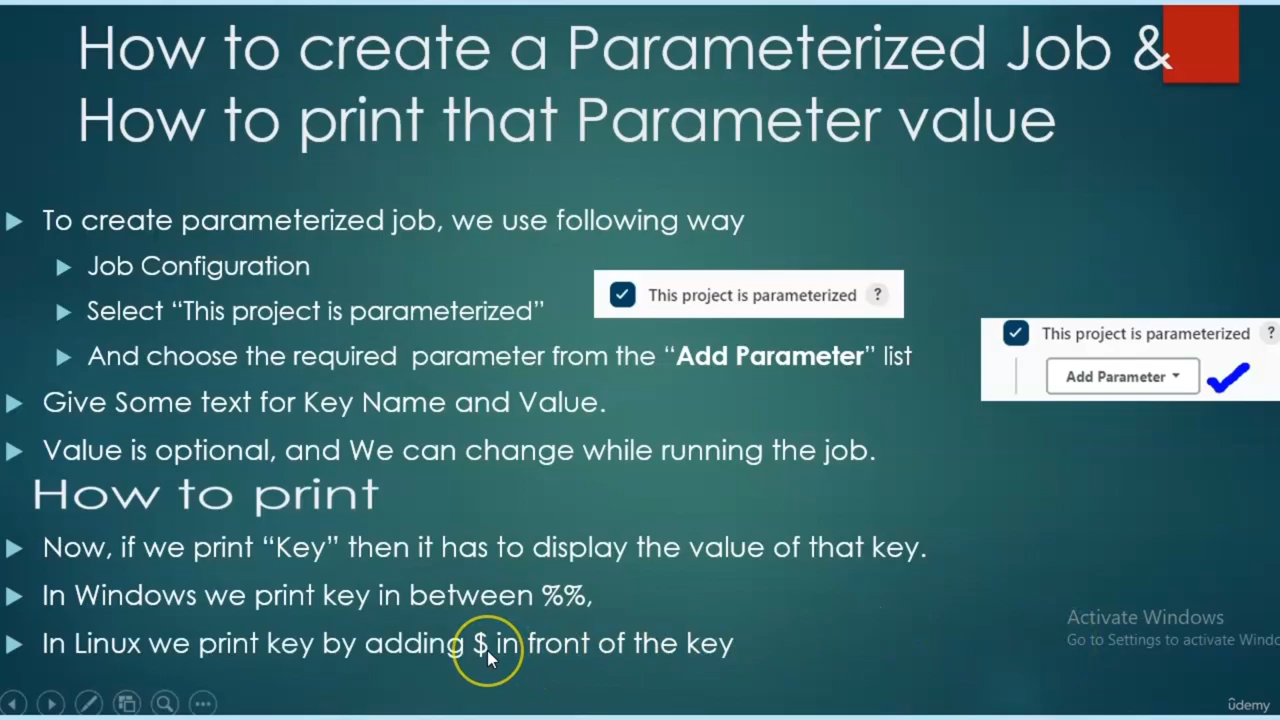 How to create a Parameterized Job &
How to print that Parameter value
To create parameterized job, we use following way
Job Configuration
Select “This project is parameterized”
This project is parameterized ?
And choose the required parameter from the “Add Parameter” list
This project is parameterized ?
Add Parameter
Give Some text for Key Name and Value.
Value is optional, and We can change while running the job.
How to print
Now, if we print “Key” then it has to display the value of that key.
In Windows we print key in between %%,
In Linux we print key by adding $ in front of the key
Activate Windows
Go to Settings to activate Windo
ûdemy